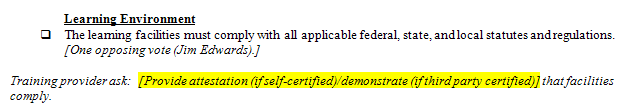 Learning Environment
❑ The learning facilities must comply with all applicable federal, state, and local statutes and regulations.
[One opposing vote (Jim Edwards).]
Training provider ask: [Provide attestation (if self-certified)/demonstrate (if third party certified)] that facilities
comply.